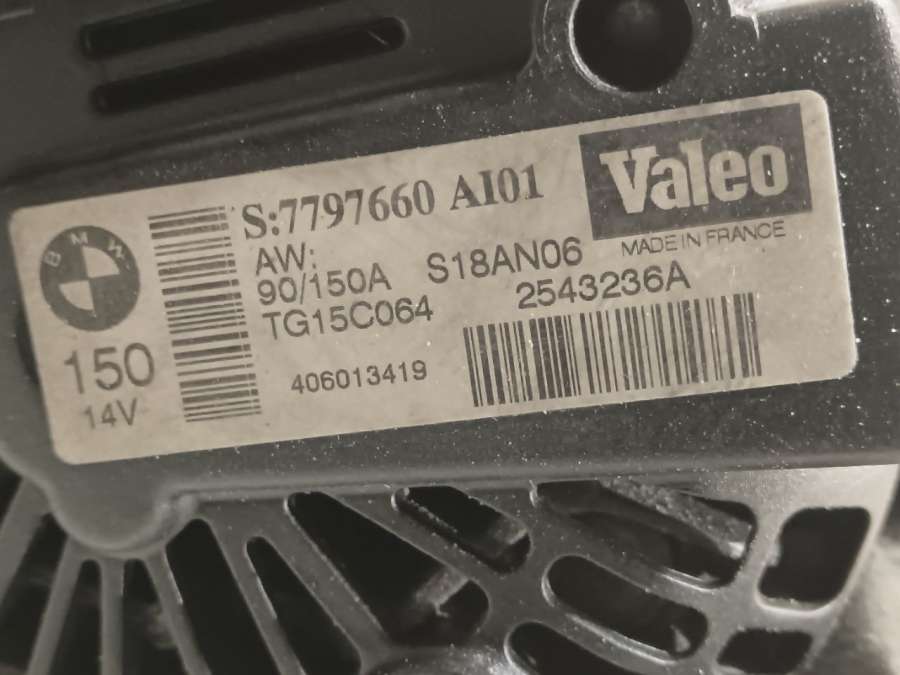 BMW
150
14V
S:7797660 AI01
AW:
90/150A S18AN06
TG15C064 2543236A
406013419
Valeo
MADE IN FRANCE